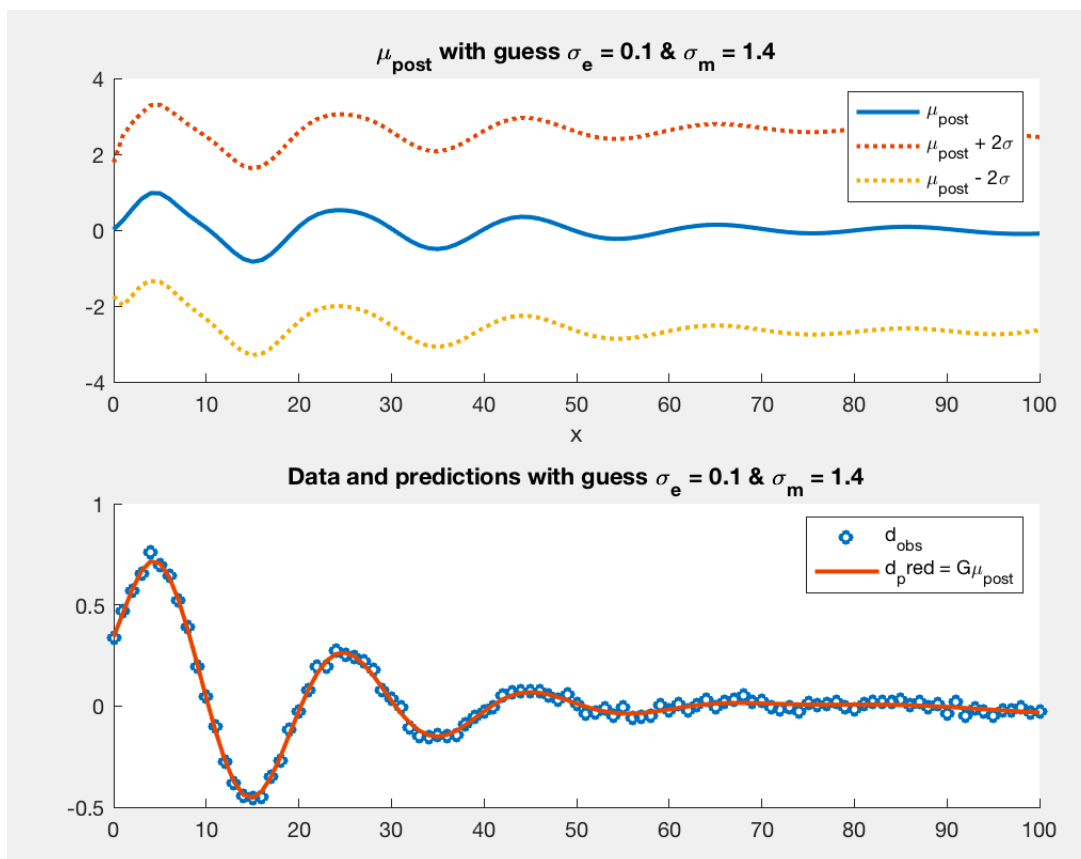 μpost with guess σe = 0.1 & σm = 1.4
4
2
0
-2
-4
μpost
μpost + 2σ
μpost - 2σ
0 10 20 30 40 50 60 70 80 90 100
x
Data and predictions with guess σe = 0.1 & σm = 1.4
1
0.5
0
-0.5
dobs
dpred = Gμpost
0 10 20 30 40 50 60 70 80 90 100